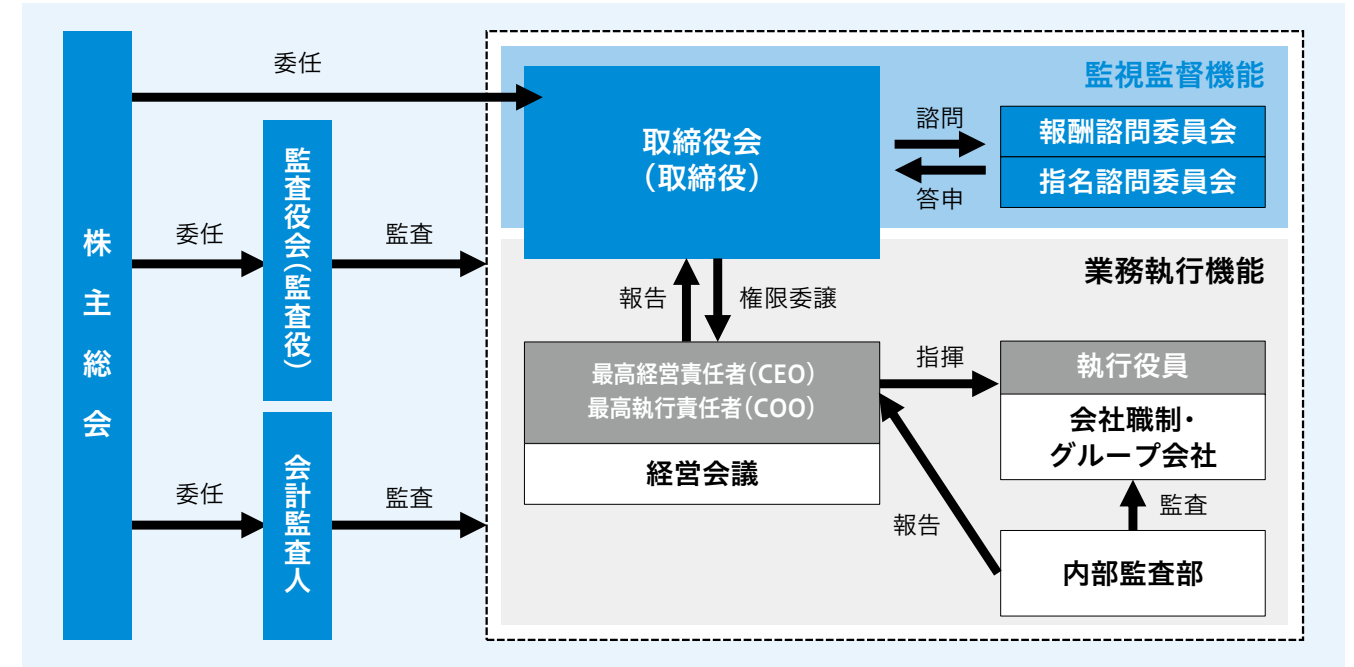 株主総会
委任
委任
委任
監査役会(監査役)
会計監査人
監査
監査
監視監督機能
取締役会
(取締役)
諮問
答申
報酬諮問委員会
指名諮問委員会
業務執行機能
報告
権限委譲
最高経営責任者(CEO)
最高執行責任者(COO)
経営会議
指揮
執行役員
会社職制・
グループ会社
監査
報告
内部監査部